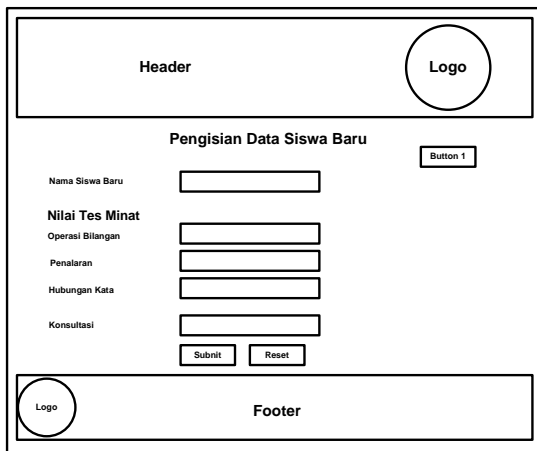 Header
Logo
Pengisian Data Siswa Baru
Button 1
Nama Siswa Baru
Nilai Tes Minat
Operasi Bilangan
Penalaran
Hubungan Kata
Konsultasi
Subnit
Reset
Logo
Footer